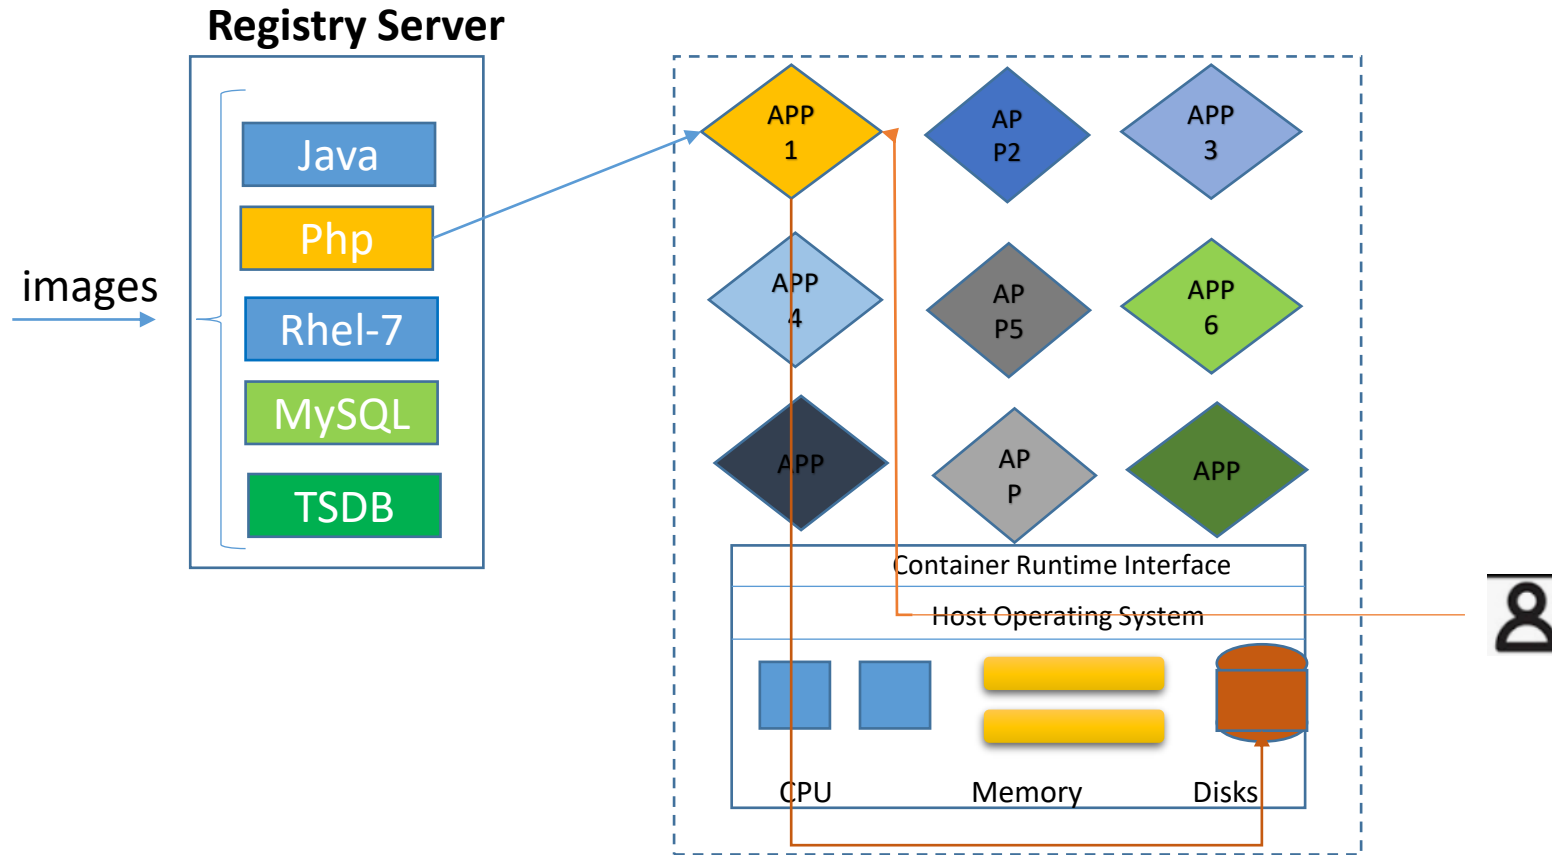 Registry Server
images
Java
Php
Rhel-7
MySQL
TSDB
APP
1
AP
P2
APP
3
APP
4
AP
P5
APP
6
APP
AP
P
APP
Container Runtime Interface
Host Operating System
CPU
Memory
Disks